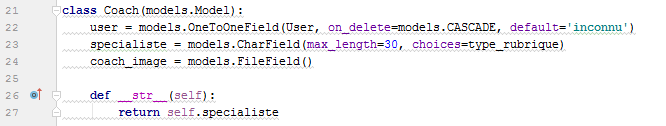 21 class Coach(models.Model):
22     user = models.OneToOneField(User, on_delete=models.CASCADE, default='inconnu')
23     specialiste = models.CharField(max_length=30, choices=type_rubrique)
24     coach_image = models.FileField()
25
26     def __str__(self):
27         return self.specialiste